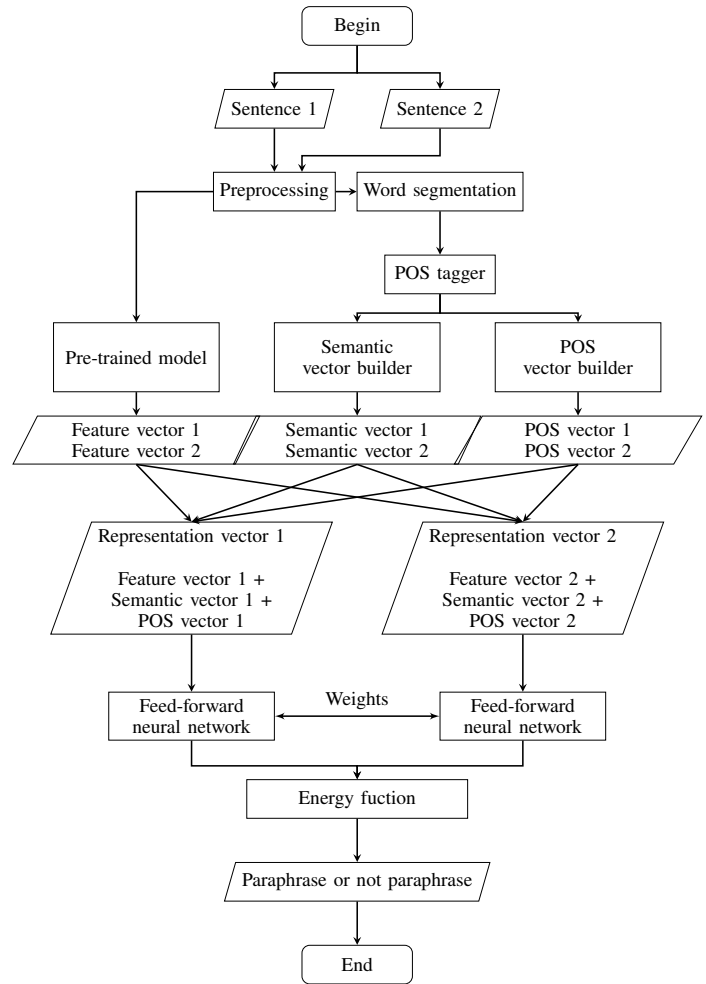 Begin
Sentence 1
Sentence 2
Preprocessing
Word segmentation
POS tagger
Pre-trained model
Semantic
vector builder
POS
vector builder
Feature vector 1
Feature vector 2
Semantic vector 1
Semantic vector 2
POS vector 1
POS vector 2
Representation vector 1
Feature vector 1 +
Semantic vector 1 +
POS vector 1
Representation vector 2
Feature vector 2 +
Semantic vector 2 +
POS vector 2
Feed-forward
neural network
Weights
Feed-forward
neural network
Energy fuction
Paraphrase or not paraphrase
End